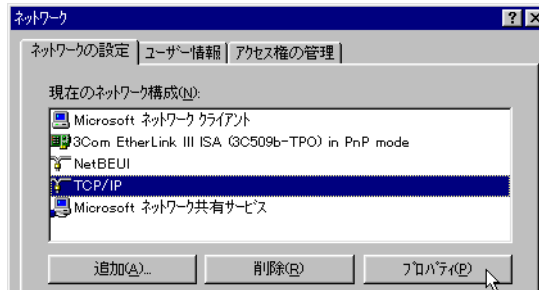 ネットワーク
ネットワークの設定 ユーザー情報 アクセス権の管理
現在のネットワーク構成(N):
Microsoft ネットワーク クライアント
3Com EtherLink III ISA (3C509b-TPO) in PnP mode
NetBEUI
TCP/IP
Microsoft ネットワーク共有サービス
追加(A)... 削除(R) プロパティ(P)